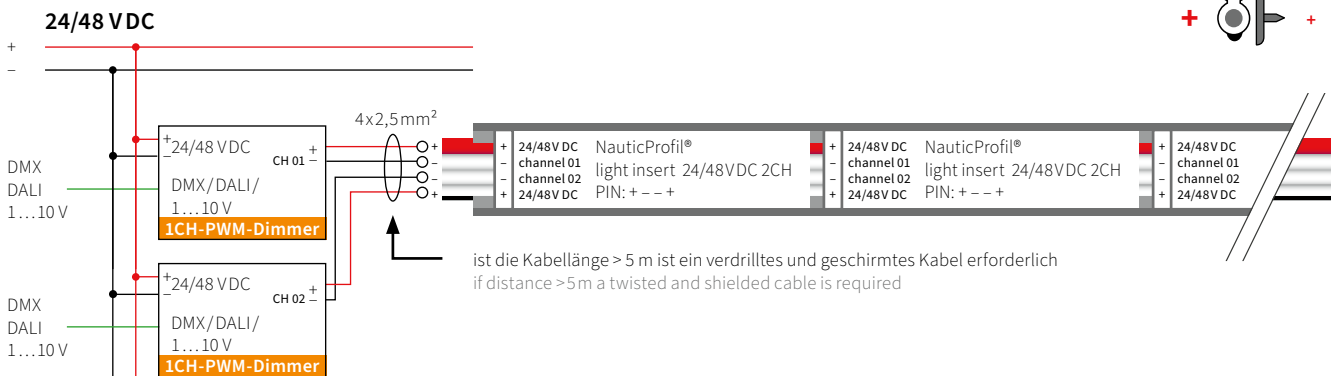 24/48 V DC
+ +
+
–
4x2,5mm²
+ 24/48 V DC
–
CH 01
+
–
DMX
DALI
1...10 V
DMX/DALI/
1...10 V
1CH-PWM-Dimmer
+
–
–
+
+ 24/48V DC
– channel 01
– channel 02
+ 24/48V DC
NauticProfil®
light insert 24/48VDC 2CH
PIN: + – – +
+ 24/48V DC
– channel 01
– channel 02
+ 24/48V DC
NauticProfil®
light insert 24/48VDC 2CH
PIN: + – – +
+ 24/48V DC
– channel 01
– channel 02
+ 24/48V DC
ist die Kabellänge > 5 m ist ein verdrilltes und geschirmtes Kabel erforderlich
if distance >5m a twisted and shielded cable is required
+ 24/48 VDC
–
CH 02
+
–
DMX
DALI
1...10 V
DMX/DALI/
1...10 V
1CH-PWM-Dimmer